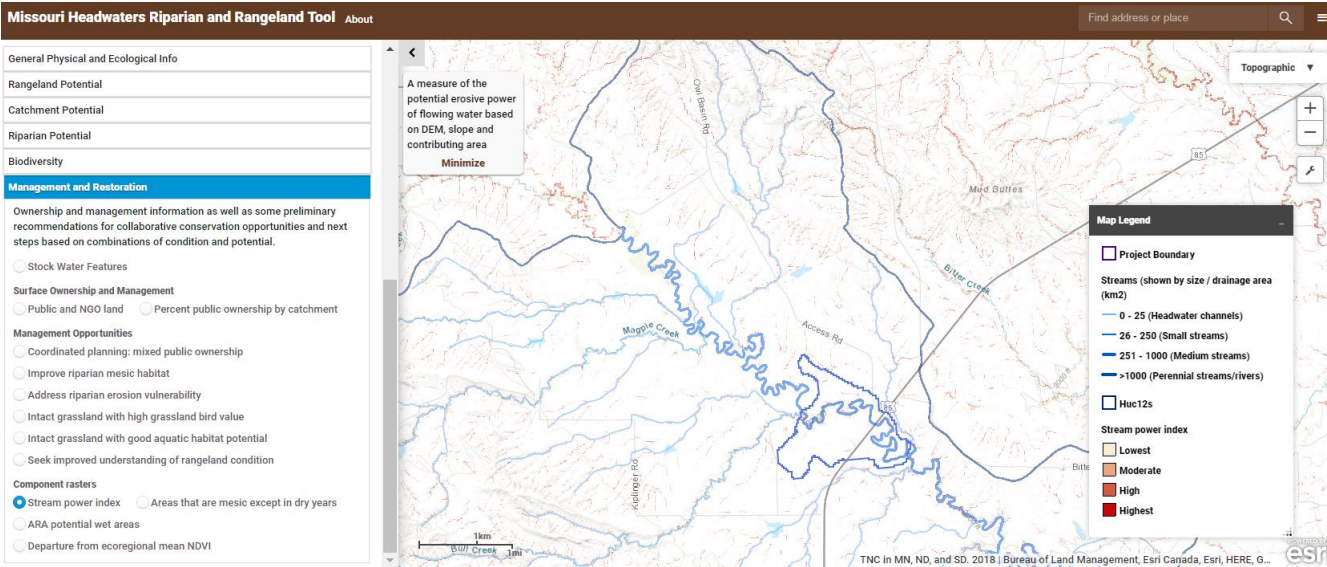 Missouri Headwaters Riparian and Rangeland Tool About
Find address or place
General Physical and Ecological Info
Rangeland Potential
Catchment Potential
Riparian Potential
Biodiversity
Management and Restoration
Ownership and management information as well as some preliminary
recommendations for collaborative conservation opportunities and next
steps based on combinations of condition and potential.
Stock Water Features
Surface Ownership and Management
Public and NGO land Percent public ownership by catchment
Management Opportunities
Coordinated planning: mixed public ownership
Improve riparian mesic habitat
Address riparian erosion vulnerability
Intact grassland with high grassland bird value
Intact grassland with good aquatic habitat potential
Seek improved understanding of rangeland condition
Component rasters
Stream power index Areas that are mesic except in dry years
ARA potential wet areas
Departure from ecoregional mean NDVI
A measure of the
potential erosive power
of flowing water based
on DEM, slope and
contributing area
Minimize
Owl Basin Rd
Topographic
+
−
85
Mud Buttes
Bitter Creek
Magpie Creek
Access Rd
85
Kiplinger Rd
Bitte
3000 ft
Bull Creek
1km
1mi
Map Legend
Project Boundary
Streams (shown by size / drainage area
(km2)
0 - 25 (Headwater channels)
26 - 250 (Small streams)
251 - 1000 (Medium streams)
>1000 (Perennial streams/rivers)
Huc12s
Stream power index
Lowest
Moderate
High
Highest
TNC in MN, ND, and SD. 2018 | Bureau of Land Management, Esri Canada, Esri, HERE, G...
esri